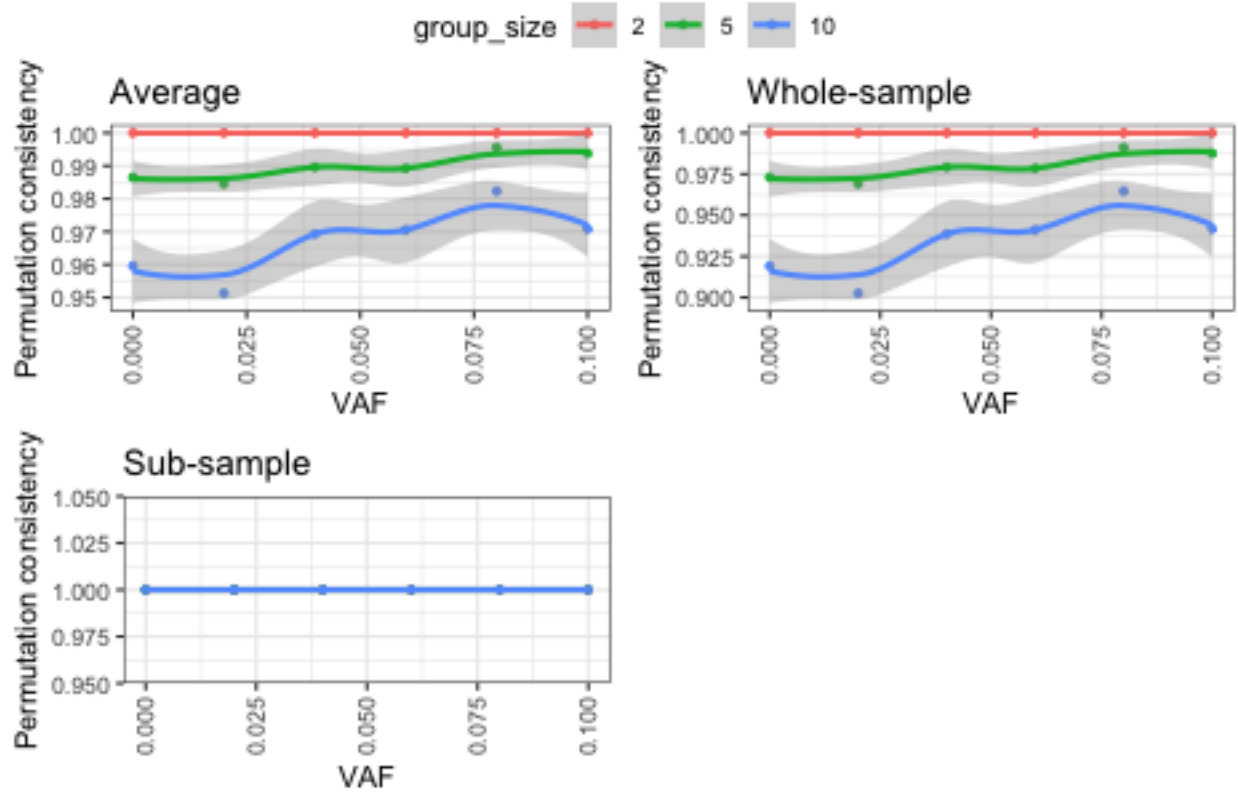 group_size 2 5 10
Average
Permutation consistency
1.00
0.99
0.98
0.97
0.96
0.95
0.000 0.025 0.050 0.075 0.100
VAF
Whole-sample
Permutation consistency
1.000
0.975
0.950
0.925
0.900
0.000 0.025 0.050 0.075 0.100
VAF
Sub-sample
Permutation consistency
1.050
1.025
1.000
0.975
0.950
0.000 0.025 0.050 0.075 0.100
VAF